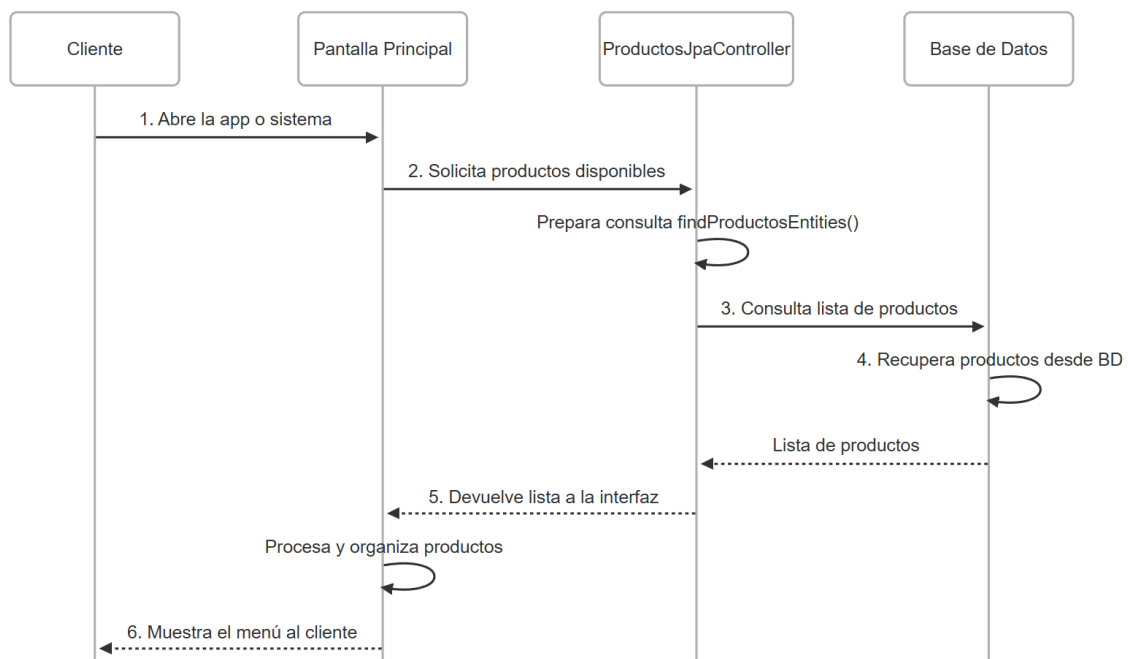 Cliente
Pantalla Principal
ProductosJpaController
Base de Datos
1. Abre la app o sistema
2. Solicita productos disponibles
Prepara consulta findProductosEntities()
3. Consulta lista de productos
4. Recupera productos desde BD
Lista de productos
5. Devuelve lista a la interfaz
Procesa y organiza productos
6. Muestra el menú al cliente